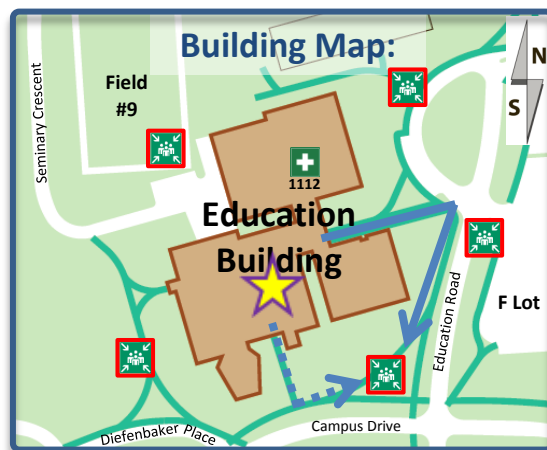 Building Map:
N
S
Field
#9
Seminary Crescent
1112
Education
Building
F Lot
Education Road
Diefenbaker Place
Campus Drive